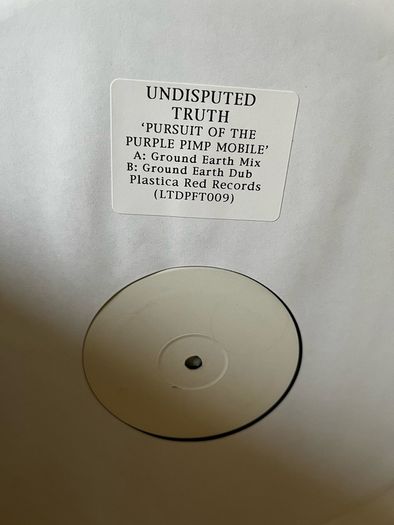 UNDISPUTED
TRUTH
‘PURSUIT OF THE
PURPLE PIMP MOBILE’
A: Ground Earth Mix
B: Ground Earth Dub
Plastica Red Records
(LTDPFT009)